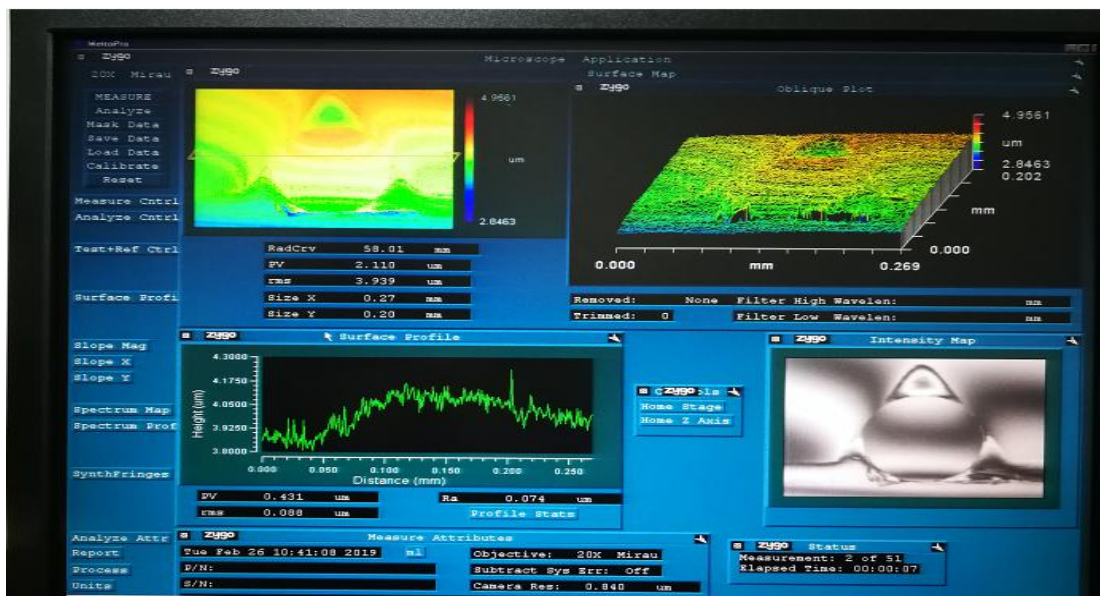 MetroPro
zygo
Microscope Application
20X Mirau
MEASURE
Analyze
Mask Data
Save Data
Load Data
Calibrate
Reset
Measure Cntrl
Analyze Cntrl
Test+Ref Ctrl
Surface Profi
Slope Mag
Slope X
Slope Y
Spectrum Map
Spectrum Prof
SynthFringes
Analyze Attr
Report
Process
Units
zygo
Surface Map
4.9561
um
2.8463
RadCrv 58.01 mm
PV 2.110 um
rms 3.939 um
Size X 0.27 mm
Size Y 0.20 mm
zygo Oblique Plot
4.9561
um
2.8463
0.202
mm
0.000
0.000 mm 0.269
Removed: None Filter High Wavelen: mm
Trimmed: 0 Filter Low Wavelen: mm
zygo Surface Profile
4.3000
4.1750
4.0500
3.9250
3.8000
Height (um)
0.000 0.050 0.100 0.150 0.200 0.250
Distance (mm)
PV 0.431 um Ra 0.074 um
rms 0.088 um Profile Stats
zygo
Home Stage
Home Z Axis
zygo Intensity Map
zygo Measure Attributes
Tue Feb 26 10:41:08 2019 ml Objective: 20X Mirau
P/N: Subtract Sys Err: Off
S/N: Camera Res: 0.840 um
zygo Status
Measurement: 2 of 51
Elapsed Time: 00:00:07